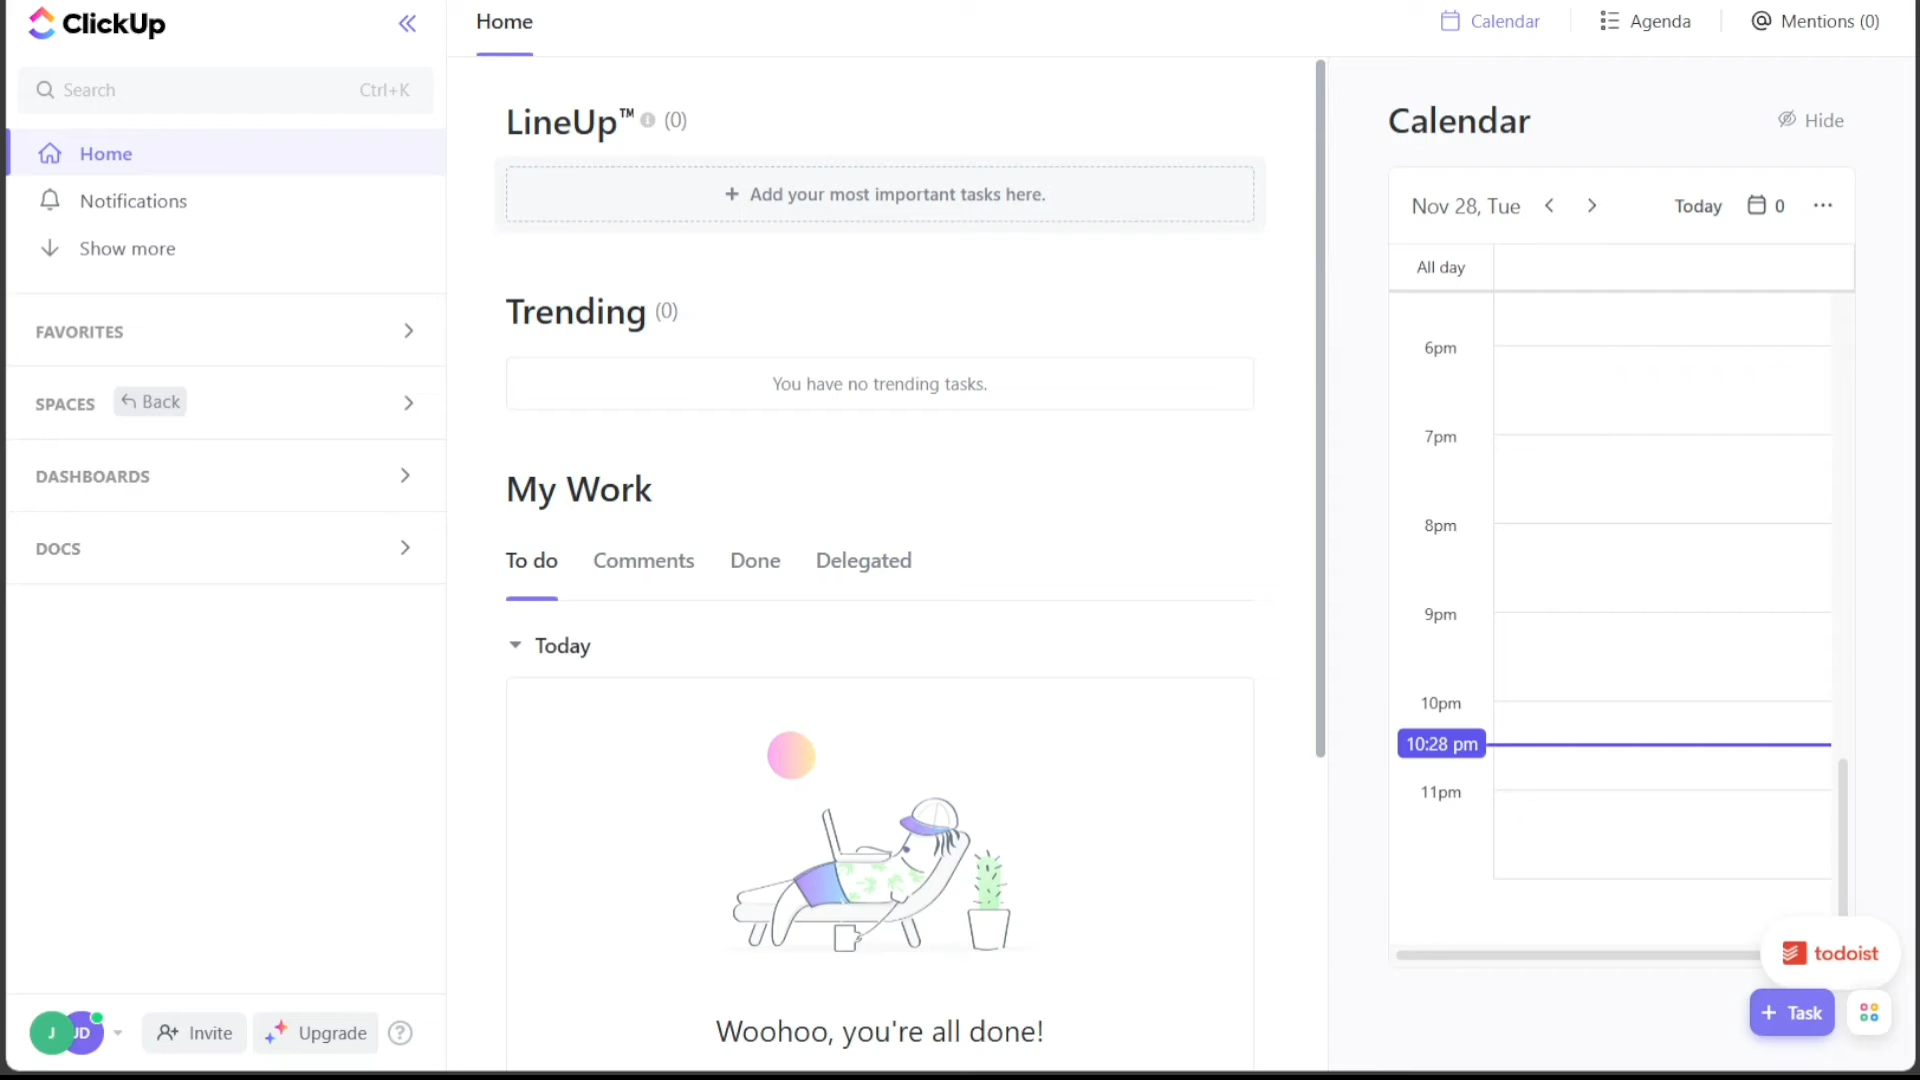 ClickUp
Search Ctrl+K
Home
Notifications
Show more
FAVORITES
SPACES Back
DASHBOARDS
DOCS
J JD Invite Upgrade ?
Home
Calendar Agenda @ Mentions (0)
LineUp™ (0)
+ Add your most important tasks here.
Trending (0)
You have no trending tasks.
My Work
To do Comments Done Delegated
Today
Woohoo, you're all done!
Calendar Hide
Nov 28, Tue Today 0 ...
All day
6pm
7pm
8pm
9pm
10pm
10:28 pm
11pm
todoist
+ Task